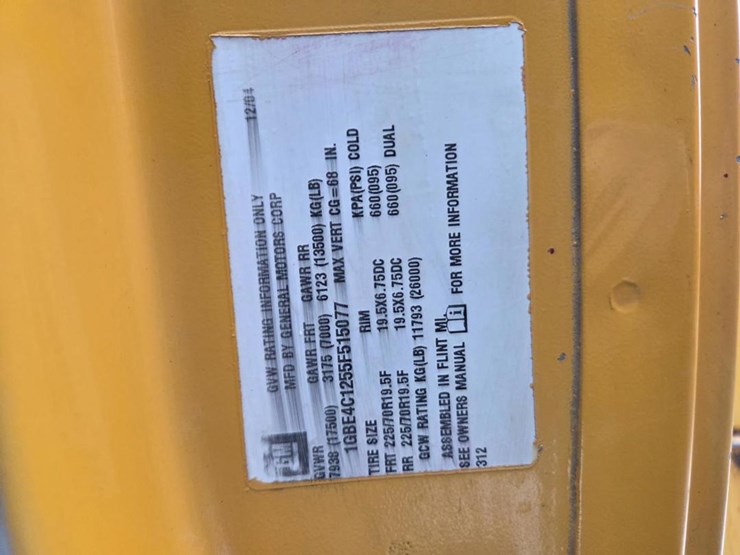 GVW RATING INFORMATION ONLY 12/04
GM MFD BY GENERAL MOTORS CORP
GVWR GAWR FRT GAWR RR
7938 (17500) 3175 (7000) 6123 (13500) KG(LB)
1GBE4C1255F515077 MAX VERT CG=68 IN.
TIRE SIZE RIM KPA(PSI) COLD
FRT 225/70R19.5F 19.5X6.75DC 660(095)
RR 225/70R19.5F 19.5X6.75DC 660(095) DUAL
GCW RATING KG(LB) 11793 (26000)
ASSEMBLED IN FLINT MI
SEE OWNERS MANUAL i FOR MORE INFORMATION
312